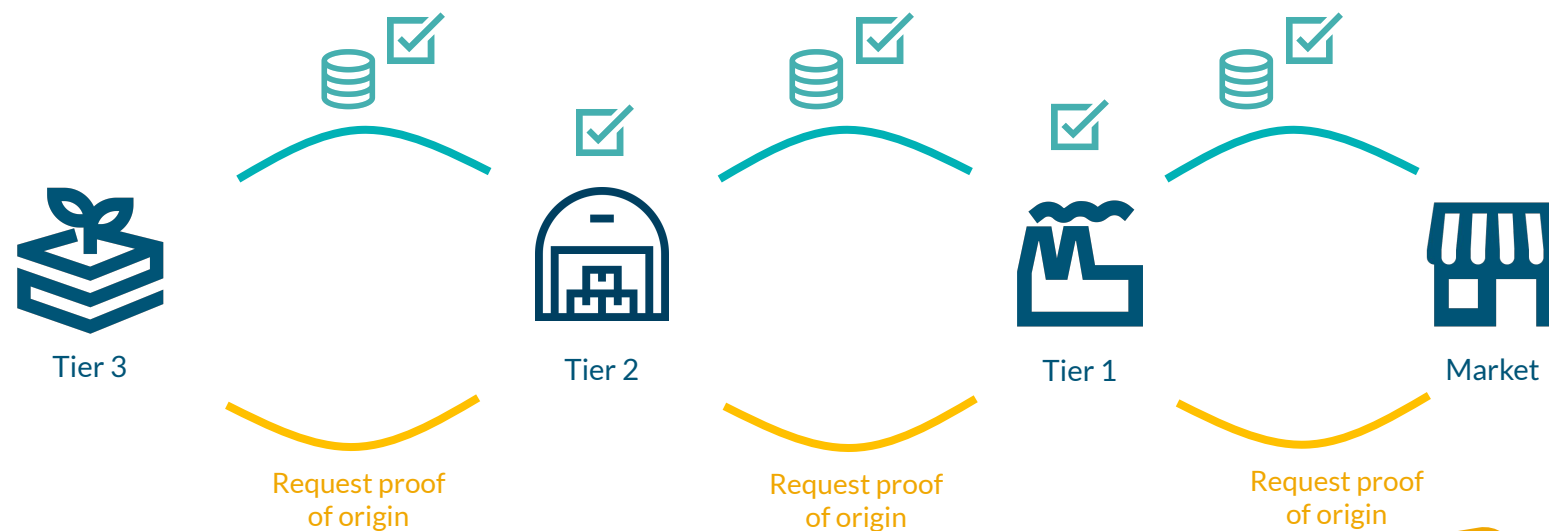 Tier 3
Tier 2
Tier 1
Market
Request proof
of origin
Request proof
of origin
Request proof
of origin